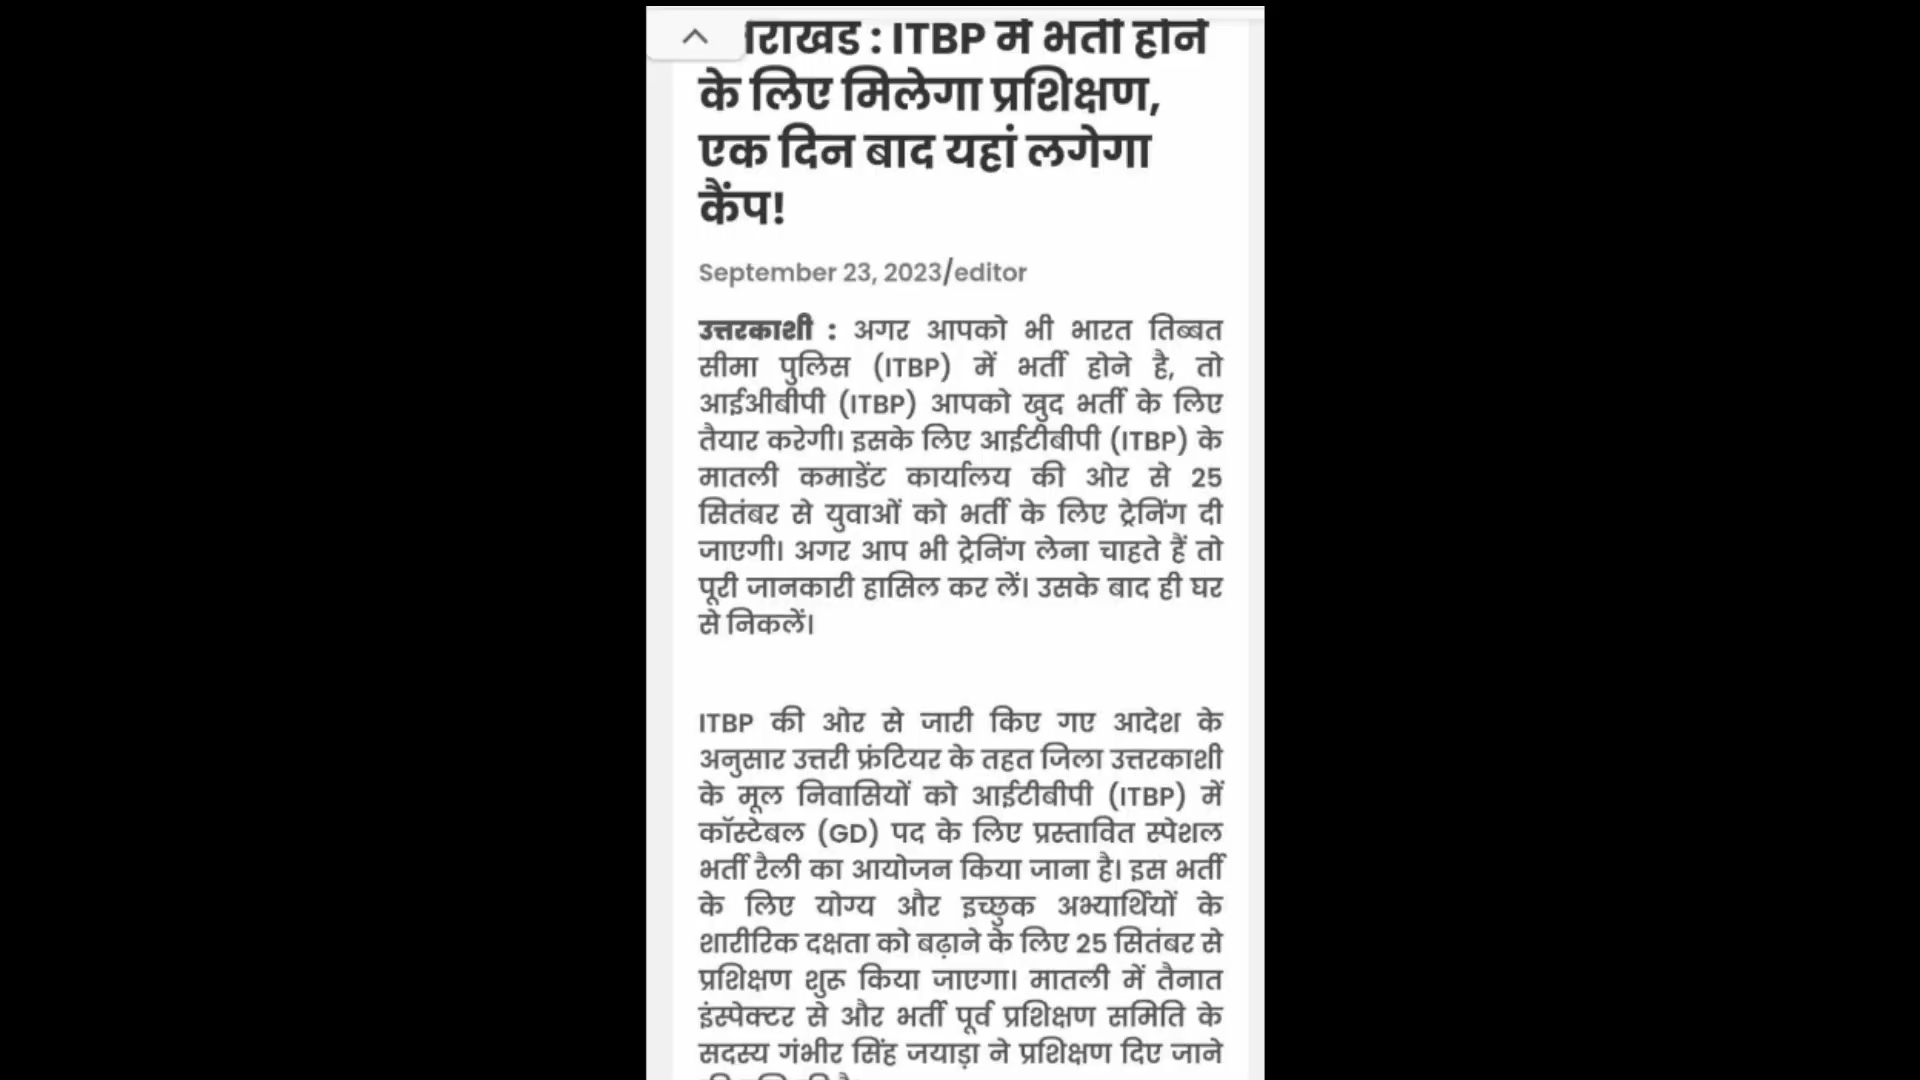 : ITBP में भर्ती होने
के लिए मिलेगा प्रशिक्षण,
एक दिन बाद यहां लगेगा
कैंप!
September 23, 2023/editor
उत्तरकाशी : अगर आपको भी भारत तिब्बत
सीमा पुलिस (ITBP) में भर्ती होने है, तो
आईओबीपी (ITBP) आपको खुद भर्ती के लिए
तैयार करेगी। इसके लिए आईटीबीपी (ITBP) के
मातली कमाडेंट कार्यालय की ओर से 25
सितंबर से युवाओं को भर्ती के लिए ट्रेनिंग दी
जाएगी। अगर आप भी ट्रेनिंग लेना चाहते हैं तो
पूरी जानकारी हासिल कर लें। उसके बाद ही घर
से निकलें।
ITBP की ओर से जारी किए गए आदेश के
अनुसार उत्तरी फ्रंटियर के तहत जिला उत्तरकाशी
के मूल निवासियों को आईटीबीपी (ITBP) में
कॉस्टेबल (GD) पद के लिए प्रस्तावित स्पेशल
भर्ती रैली का आयोजन किया जाना है। इस भर्ती
के लिए योग्य और इच्छुक अभ्यार्थियों के
शारीरिक दक्षता को बढ़ाने के लिए 25 सितंबर से
प्रशिक्षण शुरू किया जाएगा। मातली में तैनात
इंस्पेक्टर से और भर्ती पूर्व प्रशिक्षण समिति के
सदस्य गंभीर सिंह जयाड़ा ने प्रशिक्षण दिए जाने